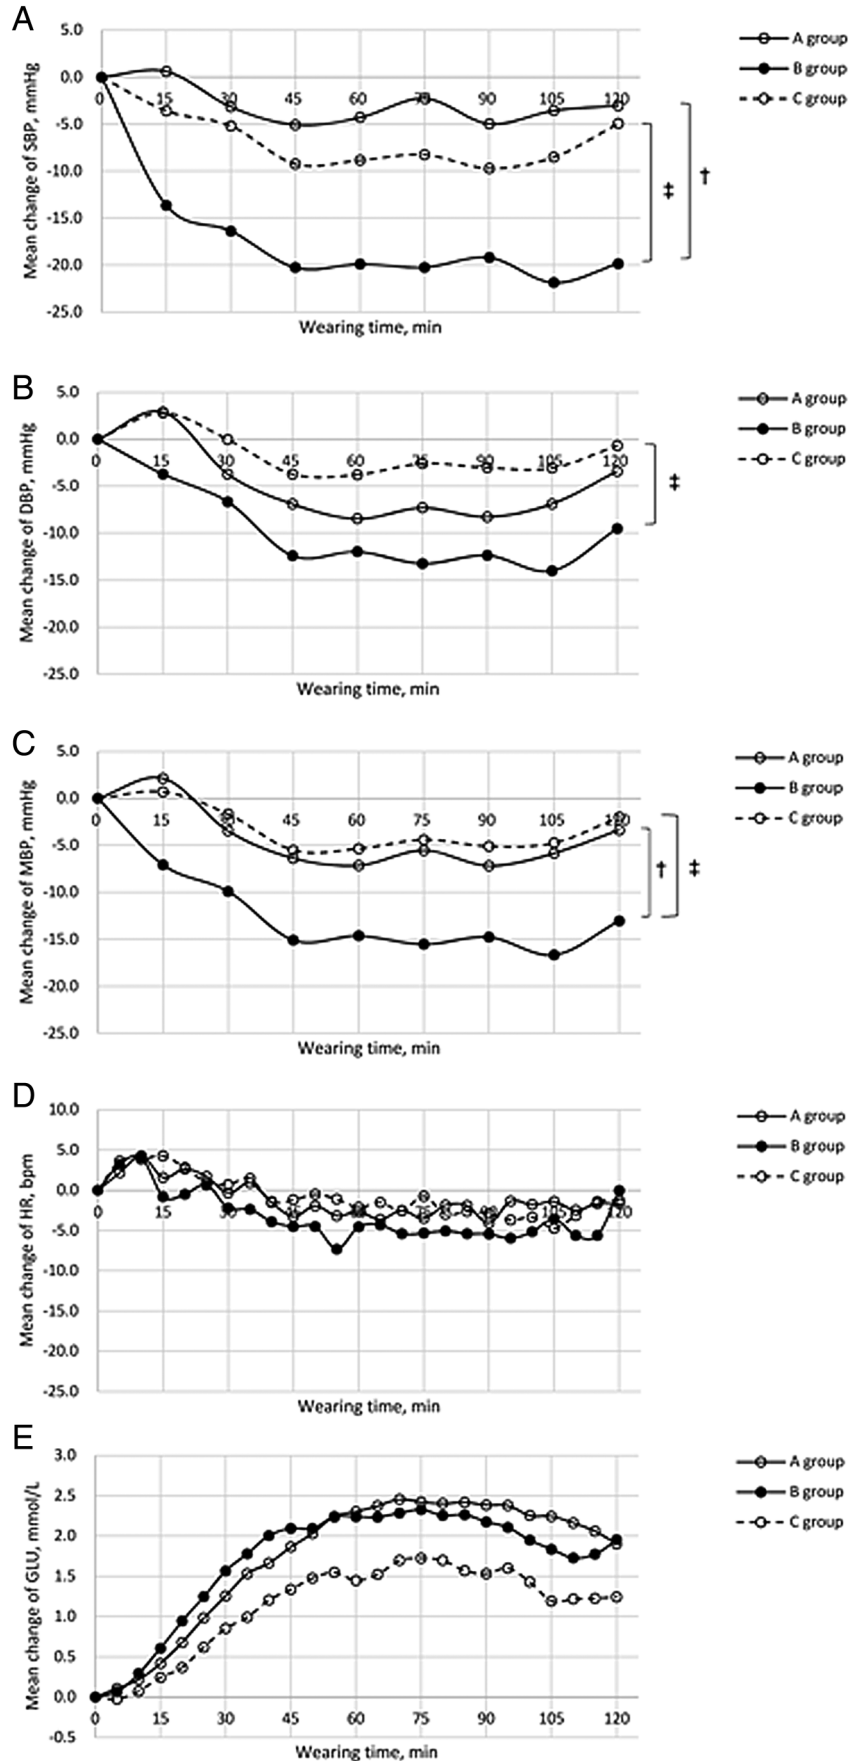 A
5.0
0.0
-5.0
-10.0
-15.0
-20.0
-25.0
Mean change of SBP, mmHg
0 15 30 45 60 75 90 105 120
Wearing time, min
A group
B group
C group
‡ †
B
5.0
0.0
-5.0
-10.0
-15.0
-20.0
-25.0
Mean change of DBP, mmHg
0 15 30 45 60 75 90 105 120
Wearing time, min
A group
B group
C group
‡
C
5.0
0.0
-5.0
-10.0
-15.0
-20.0
-25.0
Mean change of MBP, mmHg
0 15 30 45 60 75 90 105 120
Wearing time, min
A group
B group
C group
† ‡
D
10.0
5.0
0.0
-5.0
-10.0
-15.0
-20.0
-25.0
Mean change of HR, bpm
0 15 30 45 60 75 90 105 120
Wearing time, min
A group
B group
C group
E
3.0
2.5
2.0
1.5
1.0
0.5
0.0
-0.5
Mean change of GLU, mmol/L
0 15 30 45 60 75 90 105 120
Wearing time, min
A group
B group
C group